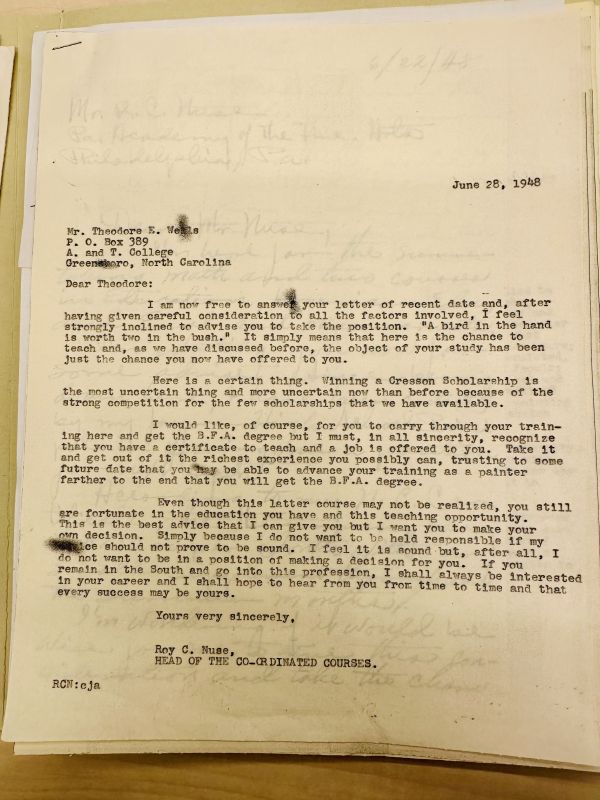 6/22/48
Mr. R. C. Nuse
Pa. Academy of the Fine
Philadelphia, Pa.
June 28, 1948
Mr. Theodore E. Wells
P. O. Box 389
A. and T. College
Greensboro, North Carolina
Dear Theodore:
I am now free to answer your letter of recent date and, after
having given careful consideration to all the factors involved, I feel
strongly inclined to advise you to take the position. "A bird in the hand
is worth two in the bush." It simply means that here is the chance to
teach and, as we have discussed before, the object of your study has been
just the chance you now have offered to you.
Here is a certain thing. Winning a Cresson Scholarship is
the most uncertain thing and more uncertain now than before because of the
strong competition for the few scholarships that we have available.
I would like, of course, for you to carry through your train-
ing here and get the B.F.A. degree but I must, in all sincerity, recognize
that you have a certificate to teach and a job is offered to you. Take it
and get out of it the richest experience you possibly can, trusting to some
future date that you may be able to advance your training as a painter
farther to the end that you will get the B.F.A. degree.
Even though this latter course may not be realized, you still
are fortunate in the education you have and this teaching opportunity.
This is the best advice that I can give you but I want you to make your
own decision. Simply because I do not want to be held responsible if my
advice should not prove to be sound. I feel it is sound but, after all, I
do not want to be in a position of making a decision for you. If you
remain in the South and go into this profession, I shall always be interested
in your career and I shall hope to hear from you from time to time and that
every success may be yours.
Yours very sincerely,
Roy C. Nuse,
HEAD OF THE CO-ORDINATED COURSES.
RCN:cja